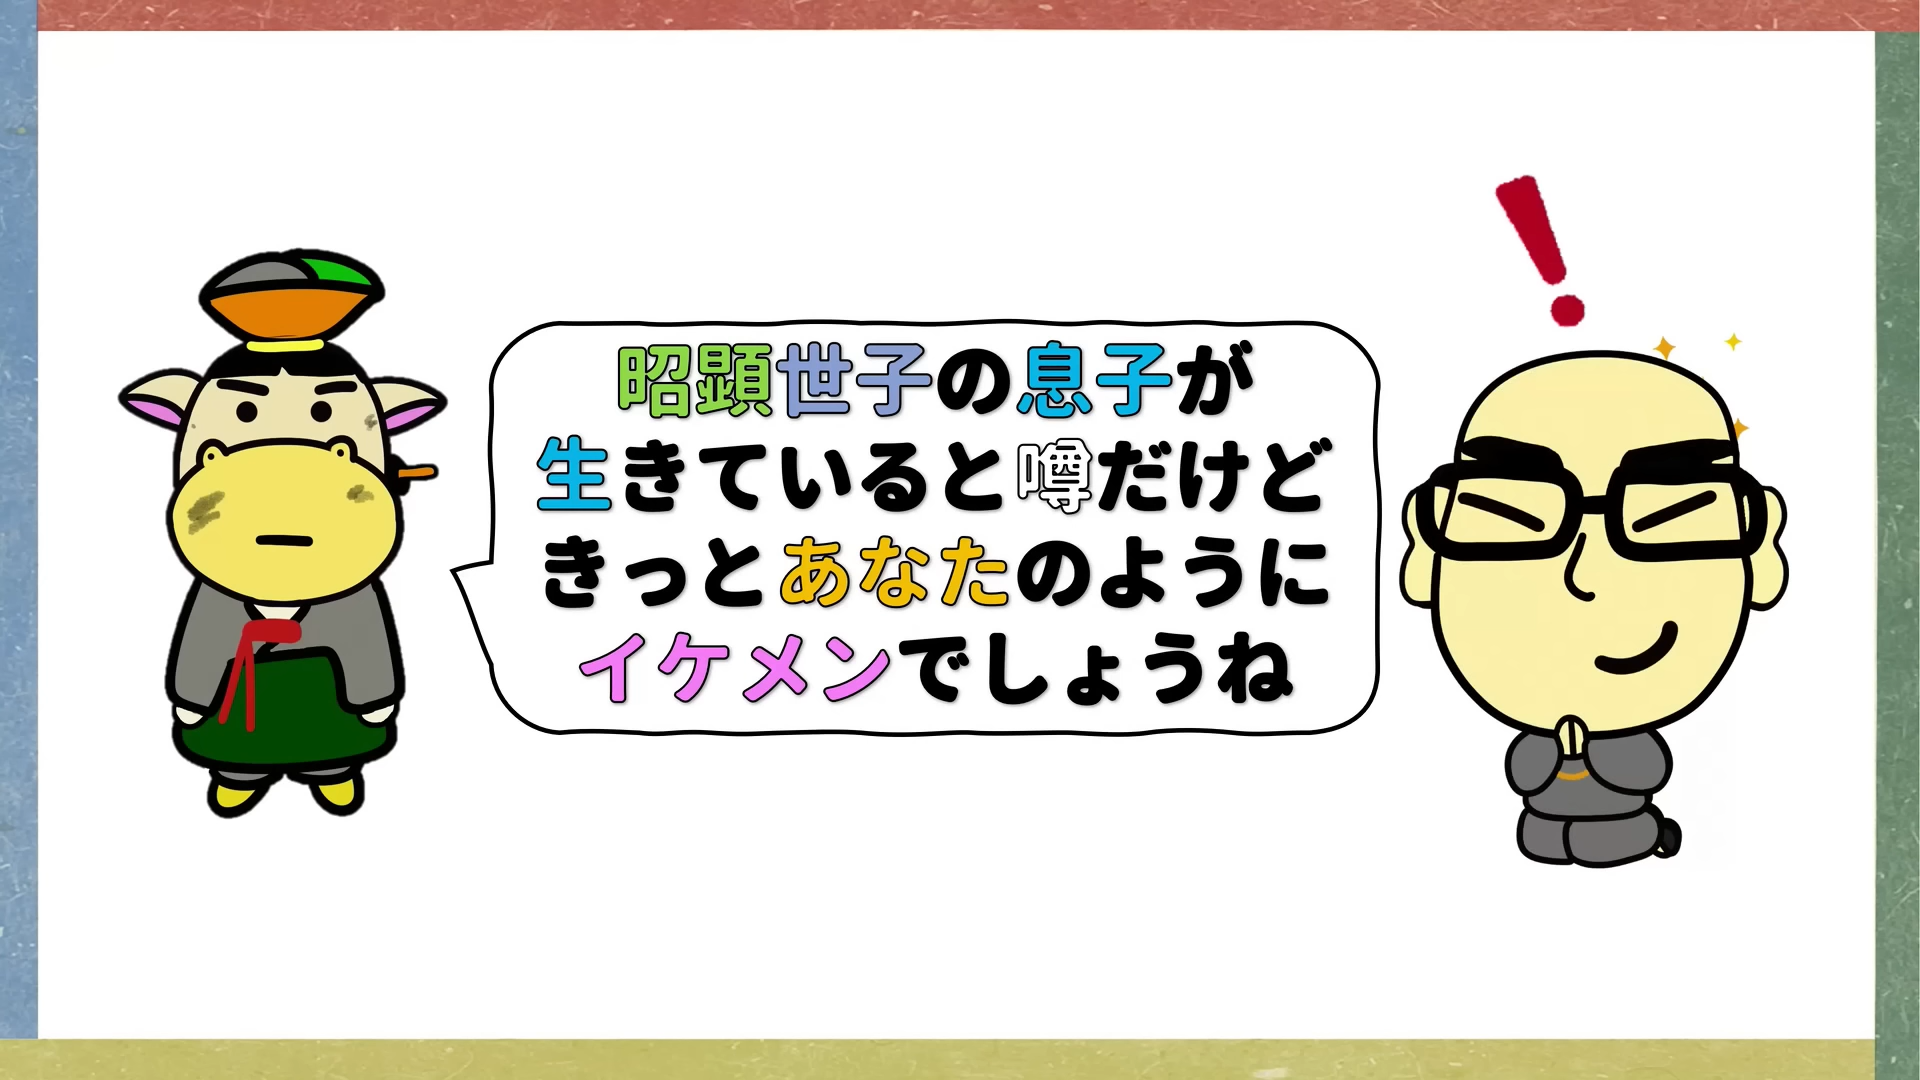 昭顕世子の息子が
生きていると噂だけど
きっとあなたのように
イケメンでしょうね